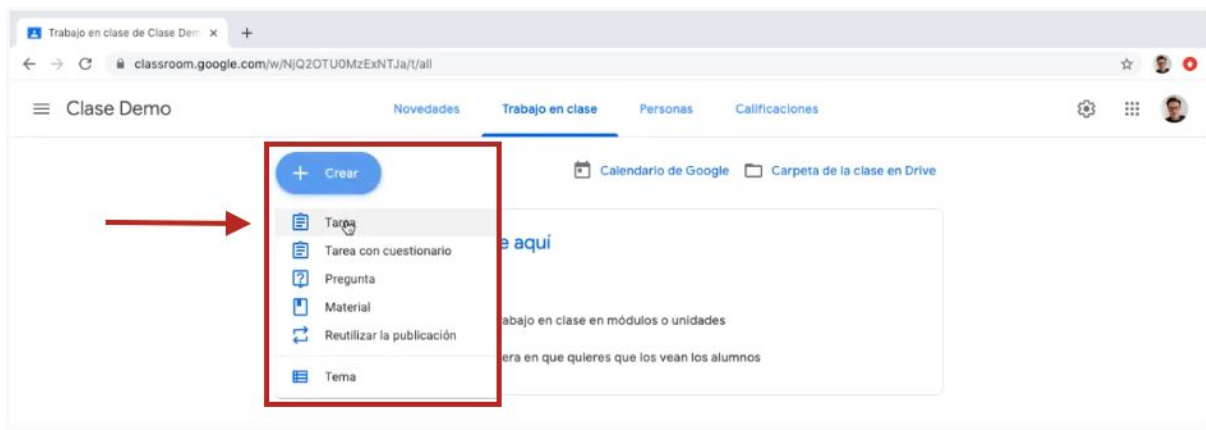 Trabajo en clase de Clase Dem
classroom.google.com/w/NjQ2OTU0MzExNTJa/t/all
Clase Demo
Novedades
Trabajo en clase
Personas
Calificaciones
Crear
Calendario de Google
Carpeta de la clase en Drive
Tarea
Tarea con cuestionario
e aquí
Pregunta
Material
abajo en clase en módulos o unidades
Reutilizar la publicación
era en que quieres que los vean los alumnos
Tema